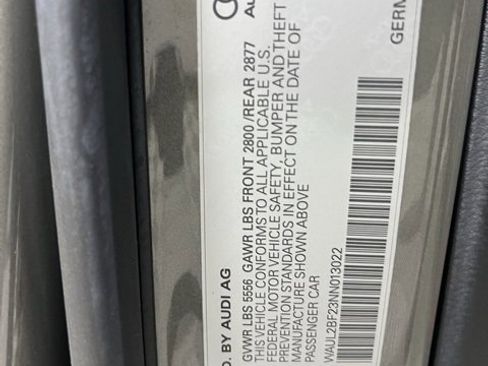 Au
GERM
D. BY AUDI AG
GVWR LBS 5556 GAWR LBS FRONT 2800 /REAR 2877
THIS VEHICLE CONFORMS TO ALL APPLICABLE U.S.
FEDERAL MOTOR VEHICLE SAFETY, BUMPER AND THEFT
PREVENTION STANDARDS IN EFFECT ON THE DATE OF
MANUFACTURE SHOWN ABOVE
PASSENGER CAR
WAUL2BF23NN013022